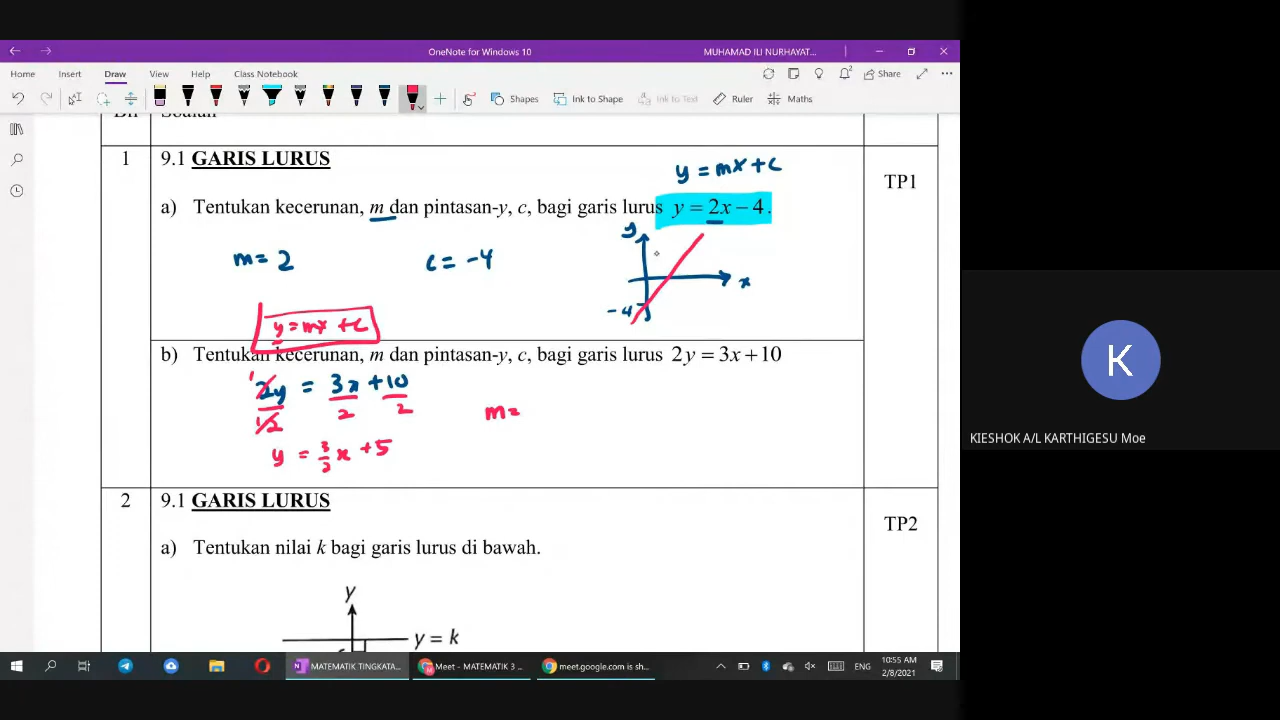 OneNote for Windows 10
MUHAMAD ILI NURHAYAT...
Home Insert Draw View Help Class Notebook
Share
Shapes Ink to Shape Ink to Text Ruler Maths
Soalan
1 9.1 GARIS LURUS TP1
y = mx + c
a) Tentukan kecerunan, m dan pintasan-y, c, bagi garis lurus y = 2x − 4.
m = 2 c = -4
y
x
-4
y = mx + c
b) Tentukan kecerunan, m dan pintasan-y, c, bagi garis lurus 2y = 3x + 10
1 2y = 3x + 10
1 2 2 2
m =
y = 3/2 x + 5
2 9.1 GARIS LURUS TP2
a) Tentukan nilai k bagi garis lurus di bawah.
y
y = k
K
KIESHOK A/L KARTHIGESU Moe
MATEMATIK TINGKATA...
Meet - MATEMATIK 3 ...
meet.google.com is sh...
ENG
10:55 AM
2/8/2021